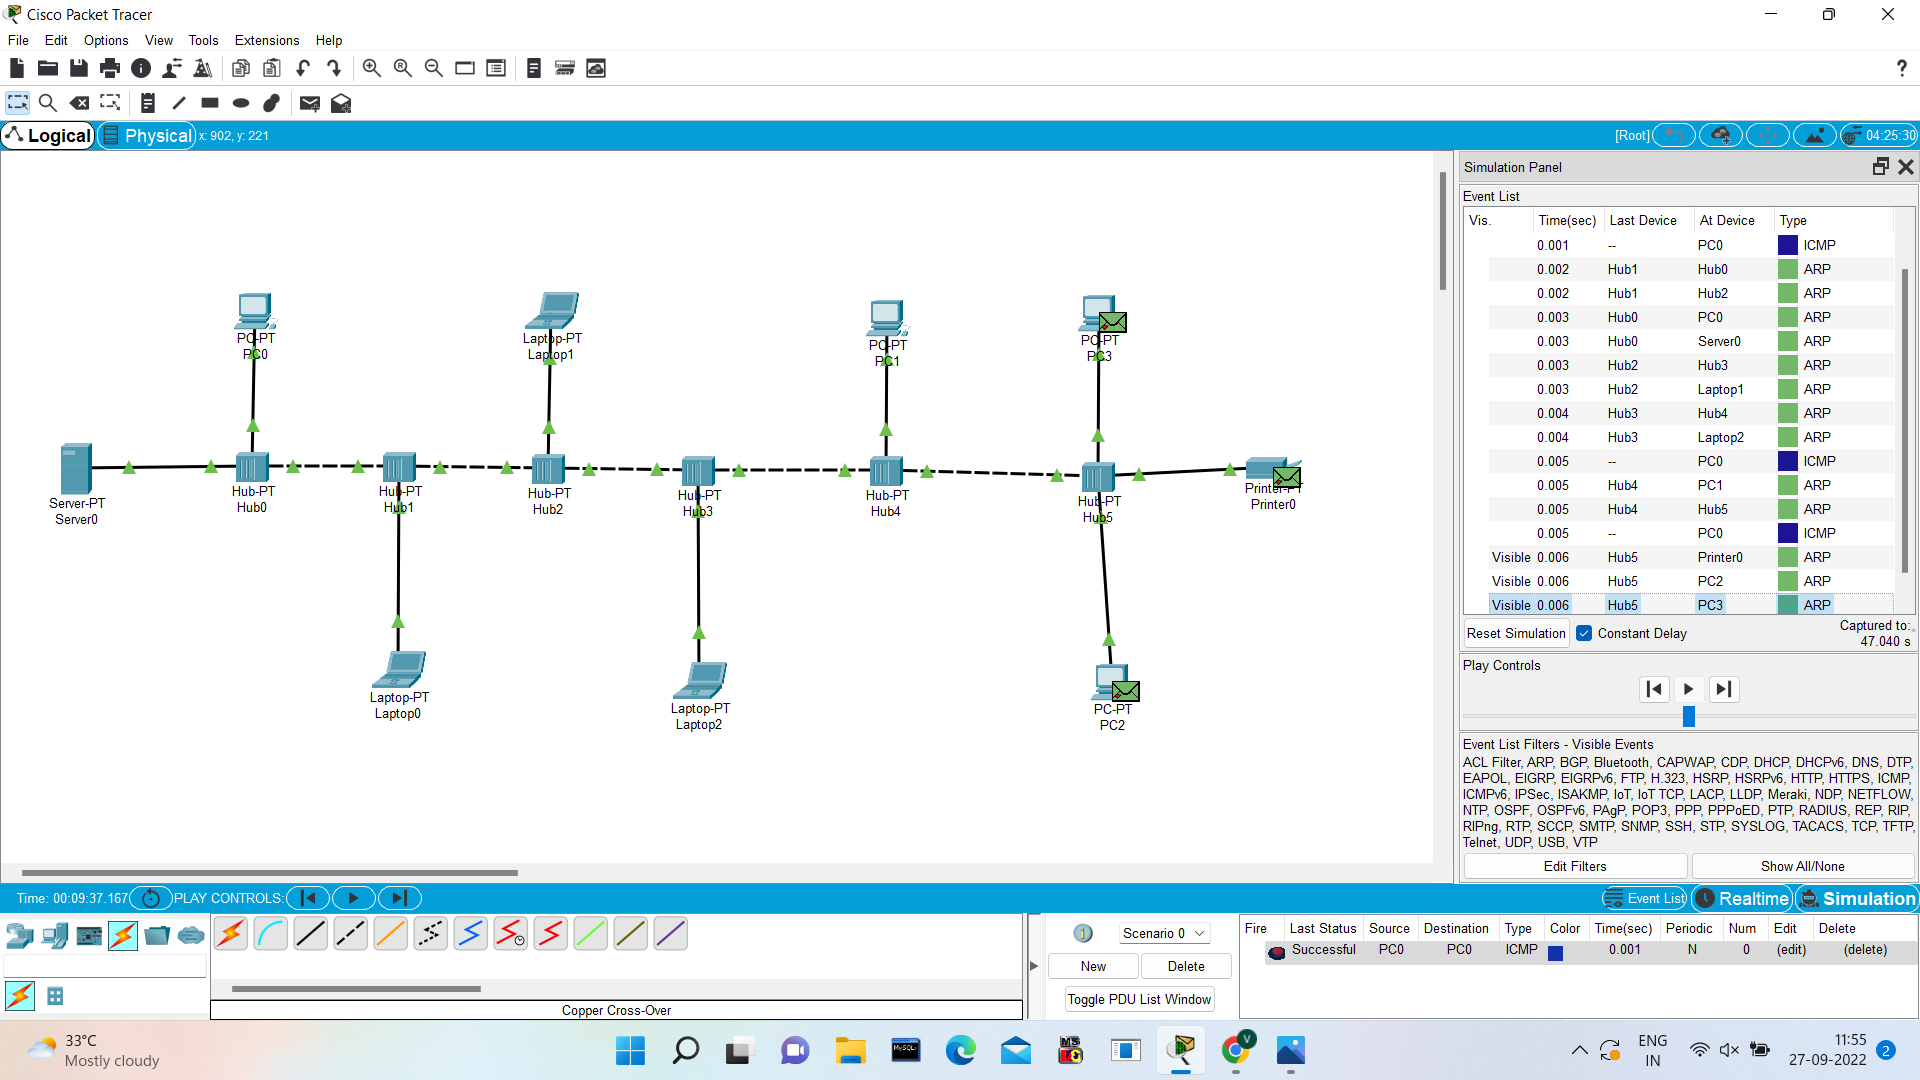 Cisco Packet Tracer
File Edit Options View Tools Extensions Help
Logical Physical x: 902, y: 221 [Root] 04:25:30
Simulation Panel
Event List
Vis. Time(sec) Last Device At Device Type
0.001 -- PC0 ICMP
0.002 Hub1 Hub0 ARP
0.002 Hub1 Hub2 ARP
0.003 Hub0 PC0 ARP
0.003 Hub0 Server0 ARP
0.003 Hub2 Hub3 ARP
0.003 Hub2 Laptop1 ARP
0.004 Hub3 Hub4 ARP
0.004 Hub3 Laptop2 ARP
0.005 -- PC0 ICMP
0.005 Hub4 PC1 ARP
0.005 Hub4 Hub5 ARP
0.005 -- PC0 ICMP
Visible 0.006 Hub5 Printer0 ARP
Visible 0.006 Hub5 PC2 ARP
Visible 0.006 Hub5 PC3 ARP
Reset Simulation Constant Delay Captured to:
47.040 s
Play Controls
Event List Filters - Visible Events
ACL Filter, ARP, BGP, Bluetooth, CAPWAP, CDP, DHCP, DHCPv6, DNS, DTP,
EAPOL, EIGRP, EIGRPv6, FTP, H.323, HSRP, HSRPv6, HTTP, HTTPS, ICMP,
ICMPv6, IPSec, ISAKMP, IoT, IoT TCP, LACP, LLDP, Meraki, NDP, NETFLOW,
NTP, OSPF, OSPFv6, PAgP, POP3, PPP, PPPoED, PTP, RADIUS, REP, RIP,
RIPng, RTP, SCCP, SMTP, SNMP, SSH, STP, SYSLOG, TACACS, TCP, TFTP,
Telnet, UDP, USB, VTP
Edit Filters Show All/None
PC-PT
PC0
Laptop-PT
Laptop1
PC-PT
PC1
PC-PT
PC3
Server-PT
Server0
Hub-PT
Hub0
Hub-PT
Hub1
Hub-PT
Hub2
Hub-PT
Hub3
Hub-PT
Hub4
Hub-PT
Hub5
Printer-PT
Printer0
Laptop-PT
Laptop0
Laptop-PT
Laptop2
PC-PT
PC2
Time: 00:09:37.167 PLAY CONTROLS: Event List Realtime Simulation
Copper Cross-Over
1 Scenario 0
New Delete
Toggle PDU List Window
Fire Last Status Source Destination Type Color Time(sec) Periodic Num Edit Delete
Successful PC0 PC0 ICMP 0.001 N 0 (edit) (delete)
33°C
Mostly cloudy
MySQL
MS
V
ENG
IN
11:55
27-09-2022
2